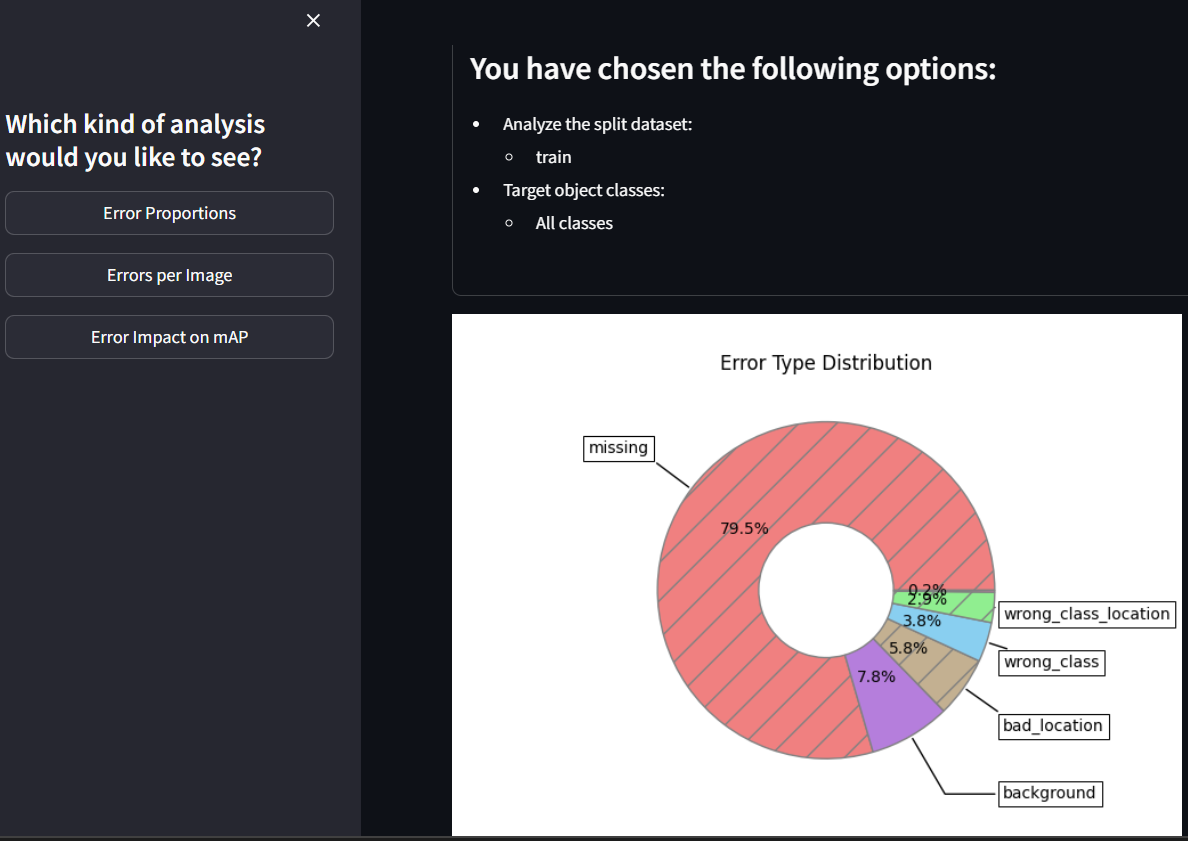 Which kind of analysis
would you like to see?
Error Proportions
Errors per Image
Error Impact on mAP
You have chosen the following options:
Analyze the split dataset:
train
Target object classes:
All classes
Error Type Distribution
missing
79.5%
0.2%
2.9%
wrong_class_location
3.8%
wrong_class
5.8%
bad_location
7.8%
background